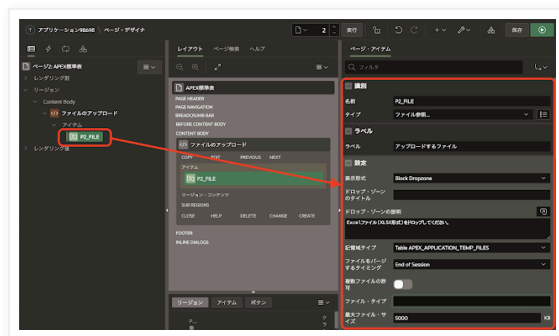 アプリケーション98698 \ ページ・デザイナ
2
実行
保存
ページ2: APEX標準表
レンダリング前
リージョン
Content Body
ファイルのアップロード
アイテム
P2_FILE
レンダリング後
レイアウト ページ検索 ヘルプ
APEX標準表
PAGE HEADER
PAGE NAVIGATION
BREADCRUMB BAR
BEFORE CONTENT BODY
CONTENT BODY
ファイルのアップロード
COPY EDIT PREVIOUS NEXT
アイテム
P2_FILE
リージョン・コンテンツ
SUB REGIONS
CLOSE HELP DELETE CHANGE CREATE
FOOTER
INLINE DIALOGS
リージョン アイテム ボタン
ページ・アイテム
フィルタ
識別
名前 P2_FILE
タイプ ファイル参照...
ラベル
ラベル アップロードするファイル
設定
表示形式 Block Dropzone
ドロップ・ゾーン
のタイトル
ドロップ・ゾーンの説明
Excelファイル(XLSX形式)をドロップしてください。
記憶域タイプ Table APEX_APPLICATION_TEMP_FILES
ファイルをパージ
するタイミング End of Session
複数ファイルの許
可
ファイル・タイプ
最大ファイル・サ
イズ 5000 KB